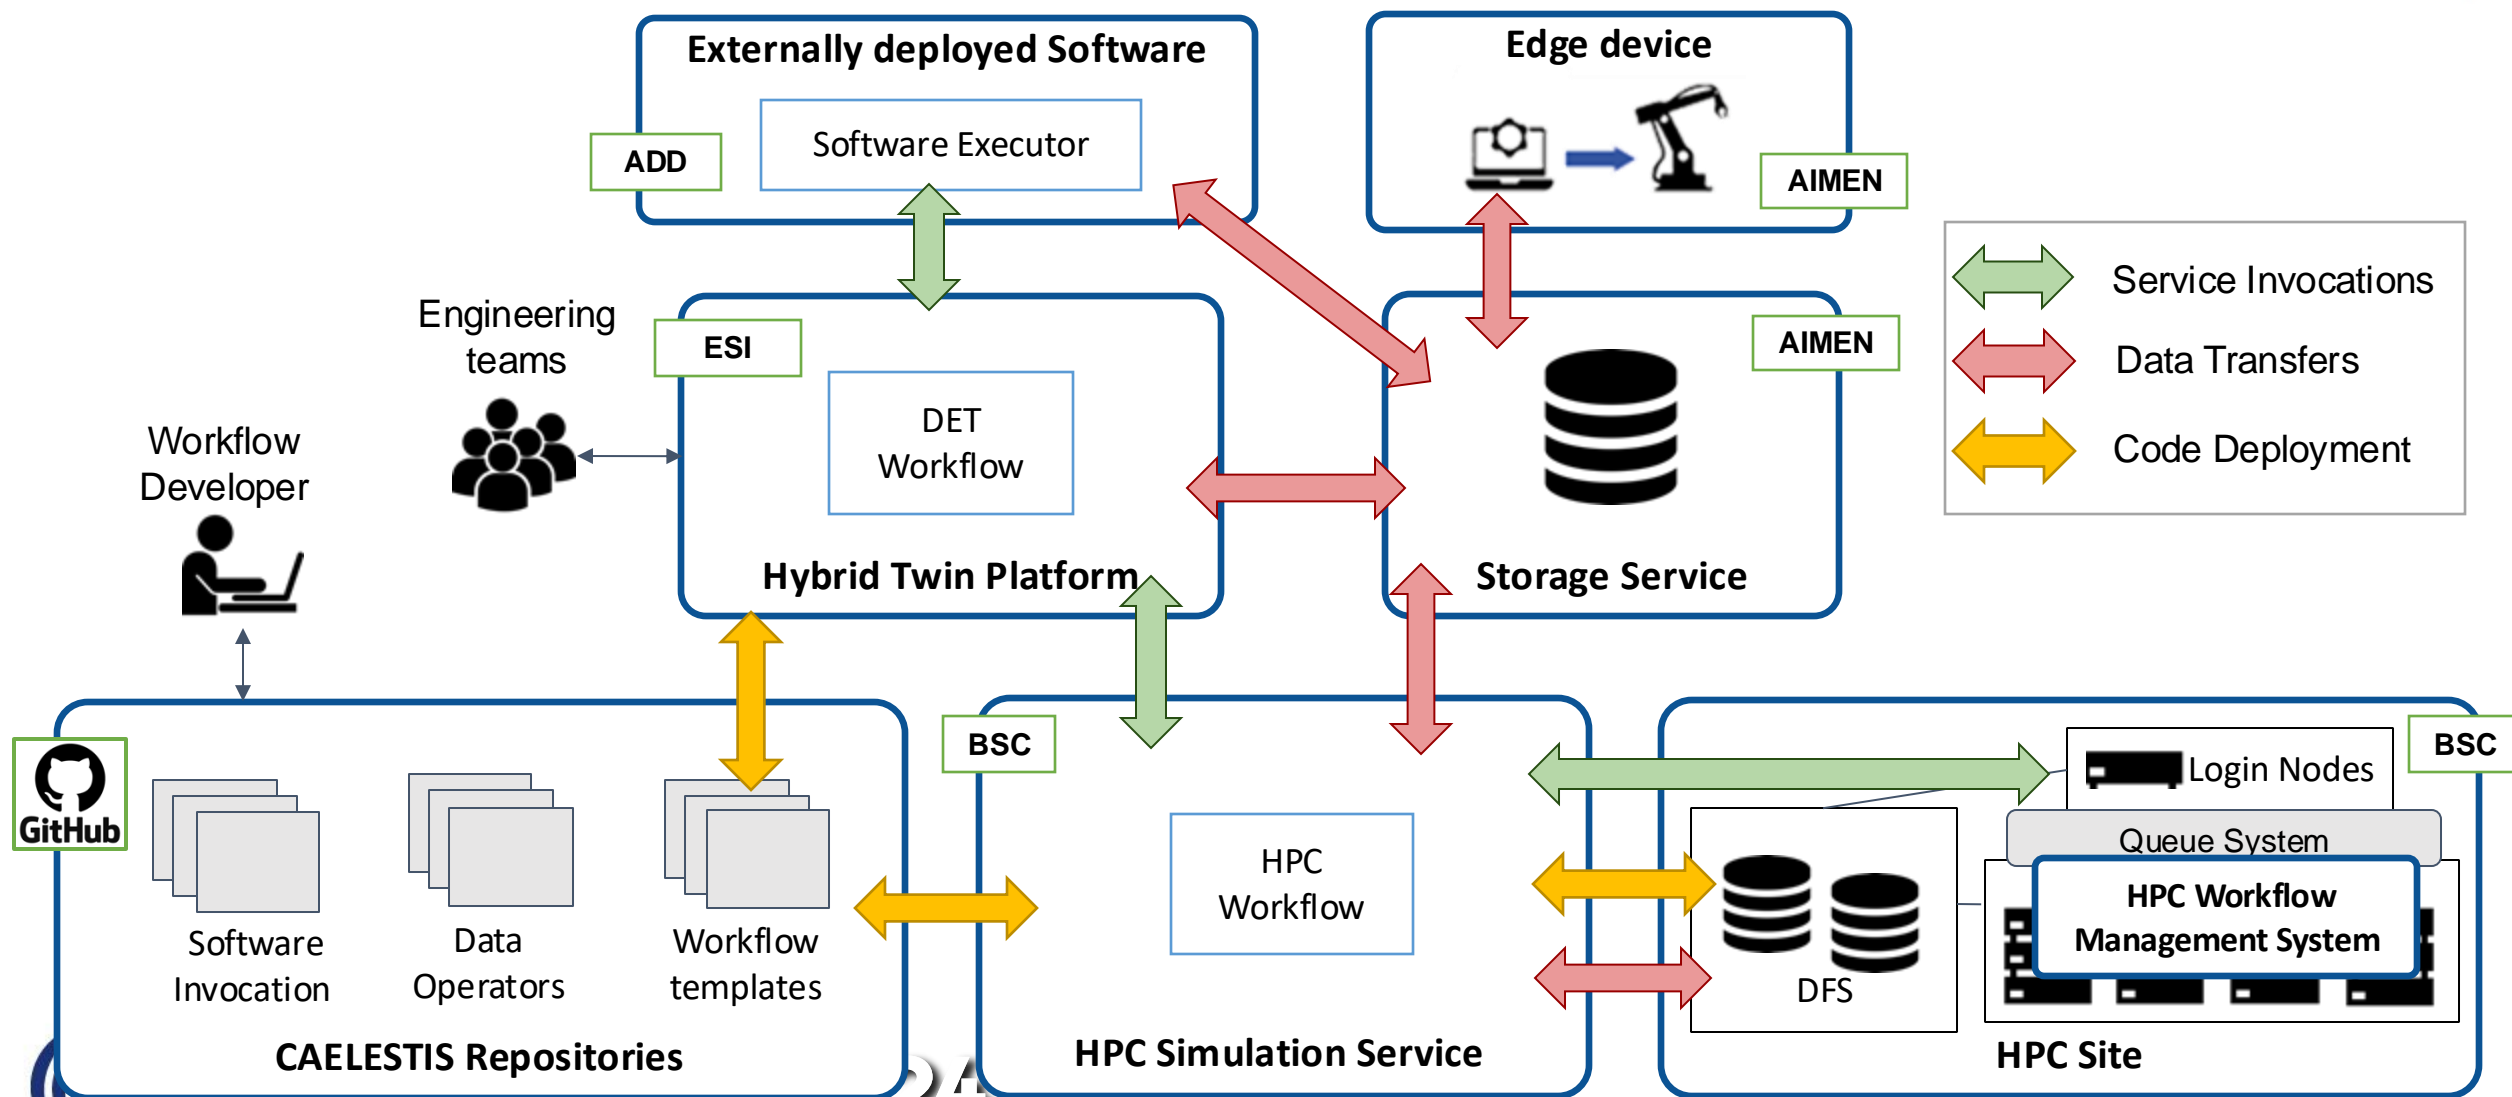 Externally deployed Software
Software Executor
ADD
Edge device
AIMEN
Service Invocations
Data Transfers
Code Deployment
Engineering
teams
ESI
DET
Workflow
Hybrid Twin Platform
AIMEN
Storage Service
Workflow
Developer
GitHub
Software
Invocation
Data
Operators
Workflow
templates
CAELESTIS Repositories
BSC
HPC
Workflow
HPC Simulation Service
BSC
Login Nodes
Queue System
HPC Workflow
Management System
DFS
HPC Site